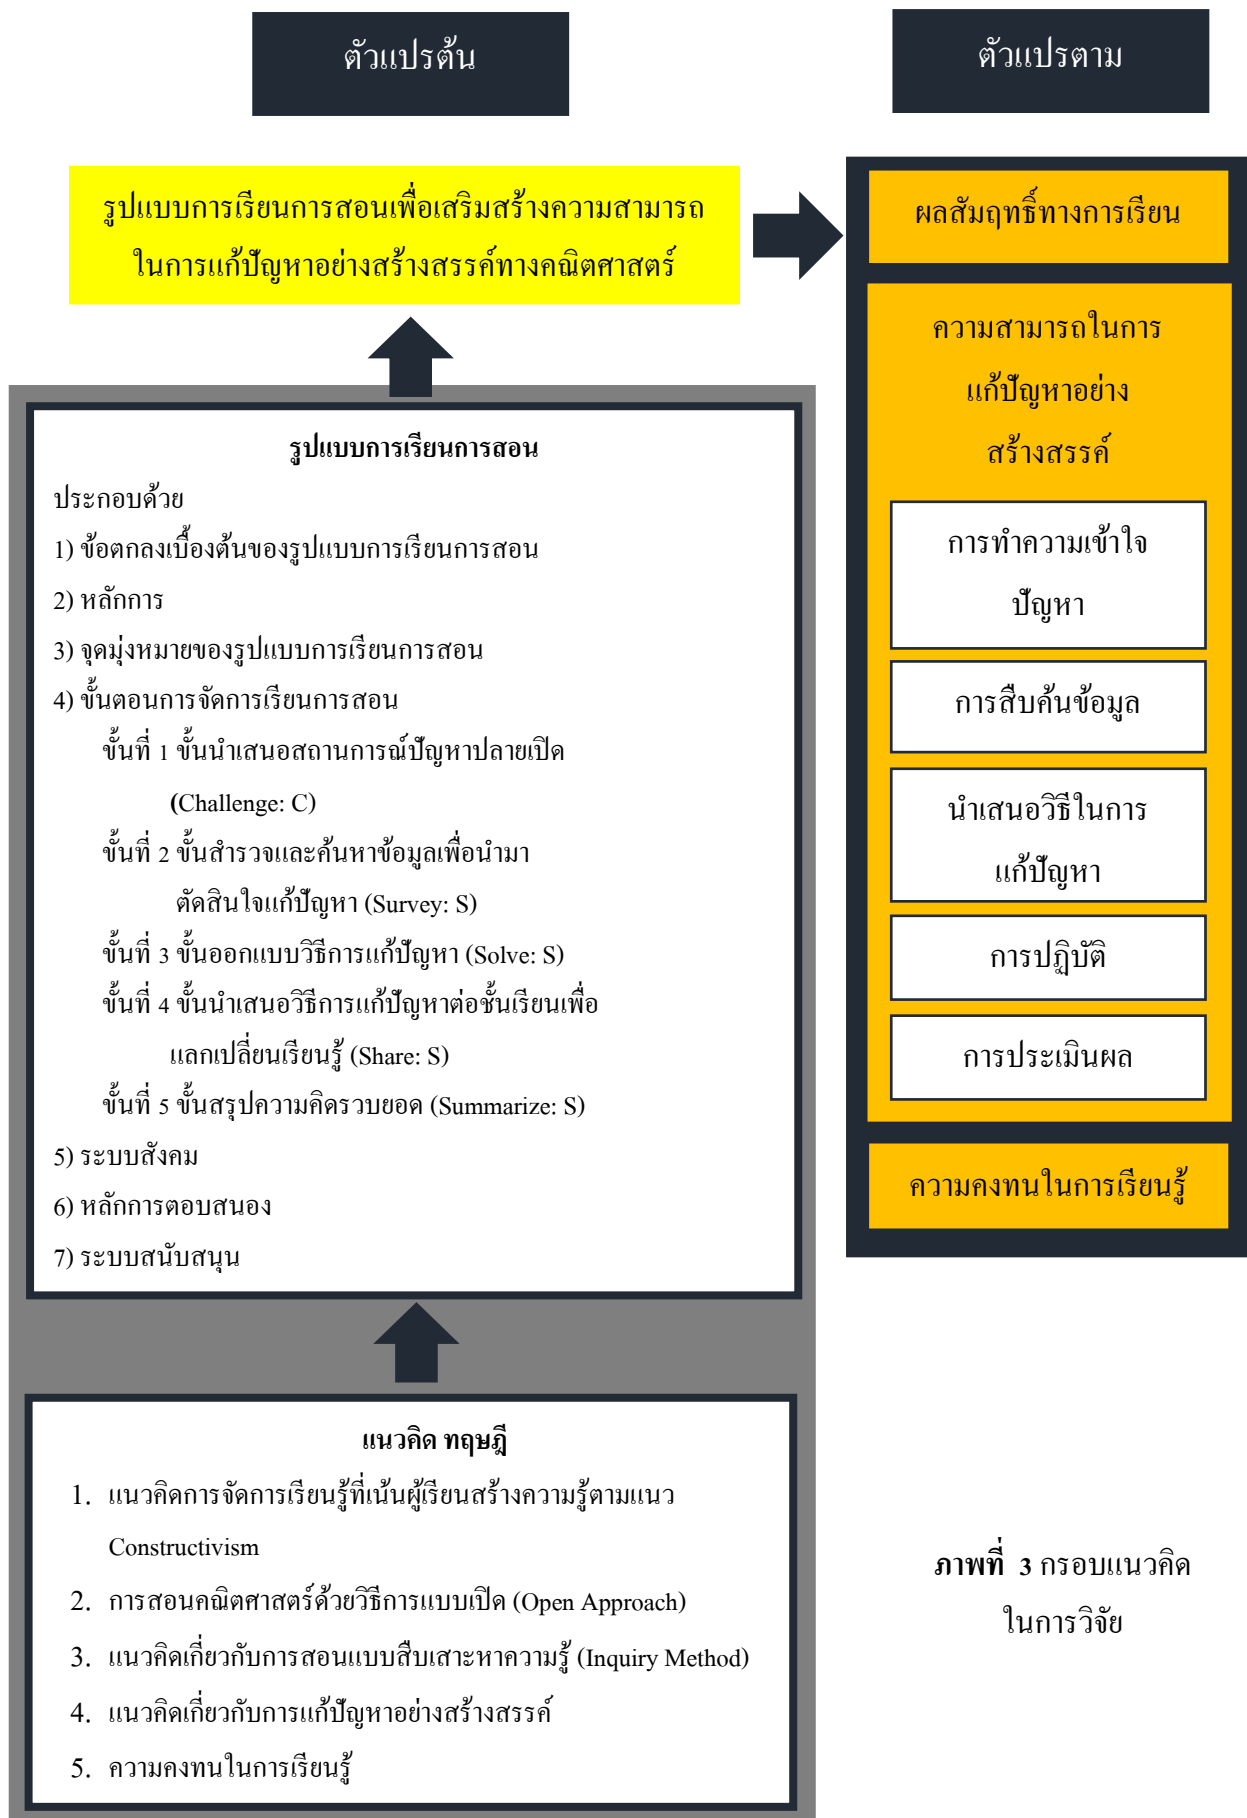 ตัวแปรต้น
ตัวแปรตาม
รูปแบบการเรียนการสอนเพื่อเสริมสร้างความสามารถ
ในการแก้ปัญหาอย่างสร้างสรรค์ทางคณิตศาสตร์
รูปแบบการเรียนการสอน
ประกอบด้วย
1) ข้อตกลงเบื้องต้นของรูปแบบการเรียนการสอน
2) หลักการ
3) จุดมุ่งหมายของรูปแบบการเรียนการสอน
4) ขั้นตอนการจัดการเรียนการสอน
ขั้นที่ 1 ขั้นนำเสนอสถานการณ์ปัญหาปลายเปิด
(Challenge: C)
ขั้นที่ 2 ขั้นสำรวจและค้นหาข้อมูลเพื่อนำมา
ตัดสินใจแก้ปัญหา (Survey: S)
ขั้นที่ 3 ขั้นออกแบบวิธีการแก้ปัญหา (Solve: S)
ขั้นที่ 4 ขั้นนำเสนอวิธีการแก้ปัญหาต่อชั้นเรียนเพื่อ
แลกเปลี่ยนเรียนรู้ (Share: S)
ขั้นที่ 5 ขั้นสรุปความคิดรวบยอด (Summarize: S)
5) ระบบสังคม
6) หลักการตอบสนอง
7) ระบบสนับสนุน
แนวคิด ทฤษฎี
1. แนวคิดการจัดการเรียนรู้ที่เน้นผู้เรียนสร้างความรู้ตามแนว
Constructivism
2. การสอนคณิตศาสตร์ด้วยวิธีการแบบเปิด (Open Approach)
3. แนวคิดเกี่ยวกับการสอนแบบสืบเสาะหาความรู้ (Inquiry Method)
4. แนวคิดเกี่ยวกับการแก้ปัญหาอย่างสร้างสรรค์
5. ความคงทนในการเรียนรู้
ผลสัมฤทธิ์ทางการเรียน
ความสามารถในการ
แก้ปัญหาอย่าง
สร้างสรรค์
การทำความเข้าใจ
ปัญหา
การสืบค้นข้อมูล
นำเสนอวิธีในการ
แก้ปัญหา
การปฏิบัติ
การประเมินผล
ความคงทนในการเรียนรู้
ภาพที่ 3 กรอบแนวคิด
ในการวิจัย